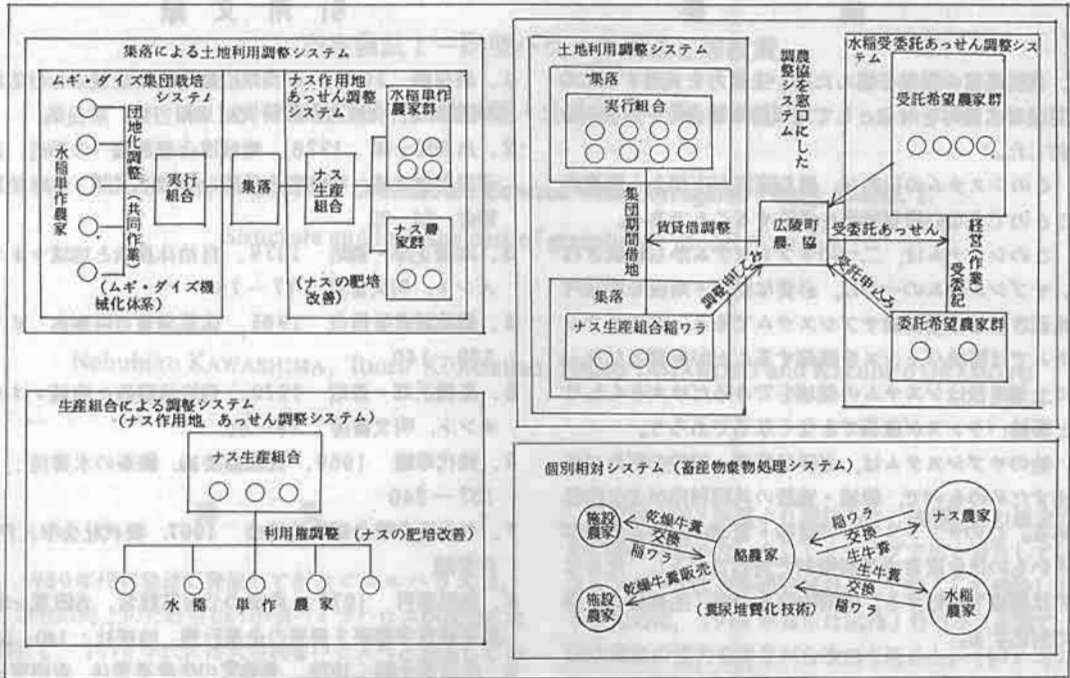 集落による土地利用調整システム
ムギ・ダイズ集団栽培
システム
水稲単作農家
団地化調整（共同作業）
実行
組合
（ムギ・ダイズ機
械化体系）
集落
ナス作用地
あっせん調整
システム
ナス
生産
組合
水稲単作
農家群
ナス農
家群
（ナスの肥培
改善）
土地利用調整システム
集落
実行組合
集団期間借地
集落
ナス生産組合稲ワラ
農協を窓口にした
調整システム
賃貸借調整
調整申し込み
広陵町
農協
水稲受委託あっせん調整シス
テム
受託希望農家群
受委託あっせん
経営（作業）
受委記
受託申し込み
委託希望農家群
生産組合による調整システム
（ナス作用地、あっせん調整システム）
ナス生産組合
利用権調整（ナスの肥培改善）
水稲単作農家
個別相対システム（畜産物棄物処理システム）
施設
農家
乾燥牛糞
交換
稲ワラ
施設
農家
乾燥牛糞販売
酪農家
（糞尿堆費化技術）
稲ワラ
交換
生牛糞
ナス農家
生牛糞
交換
稲ワラ
水稲
農家